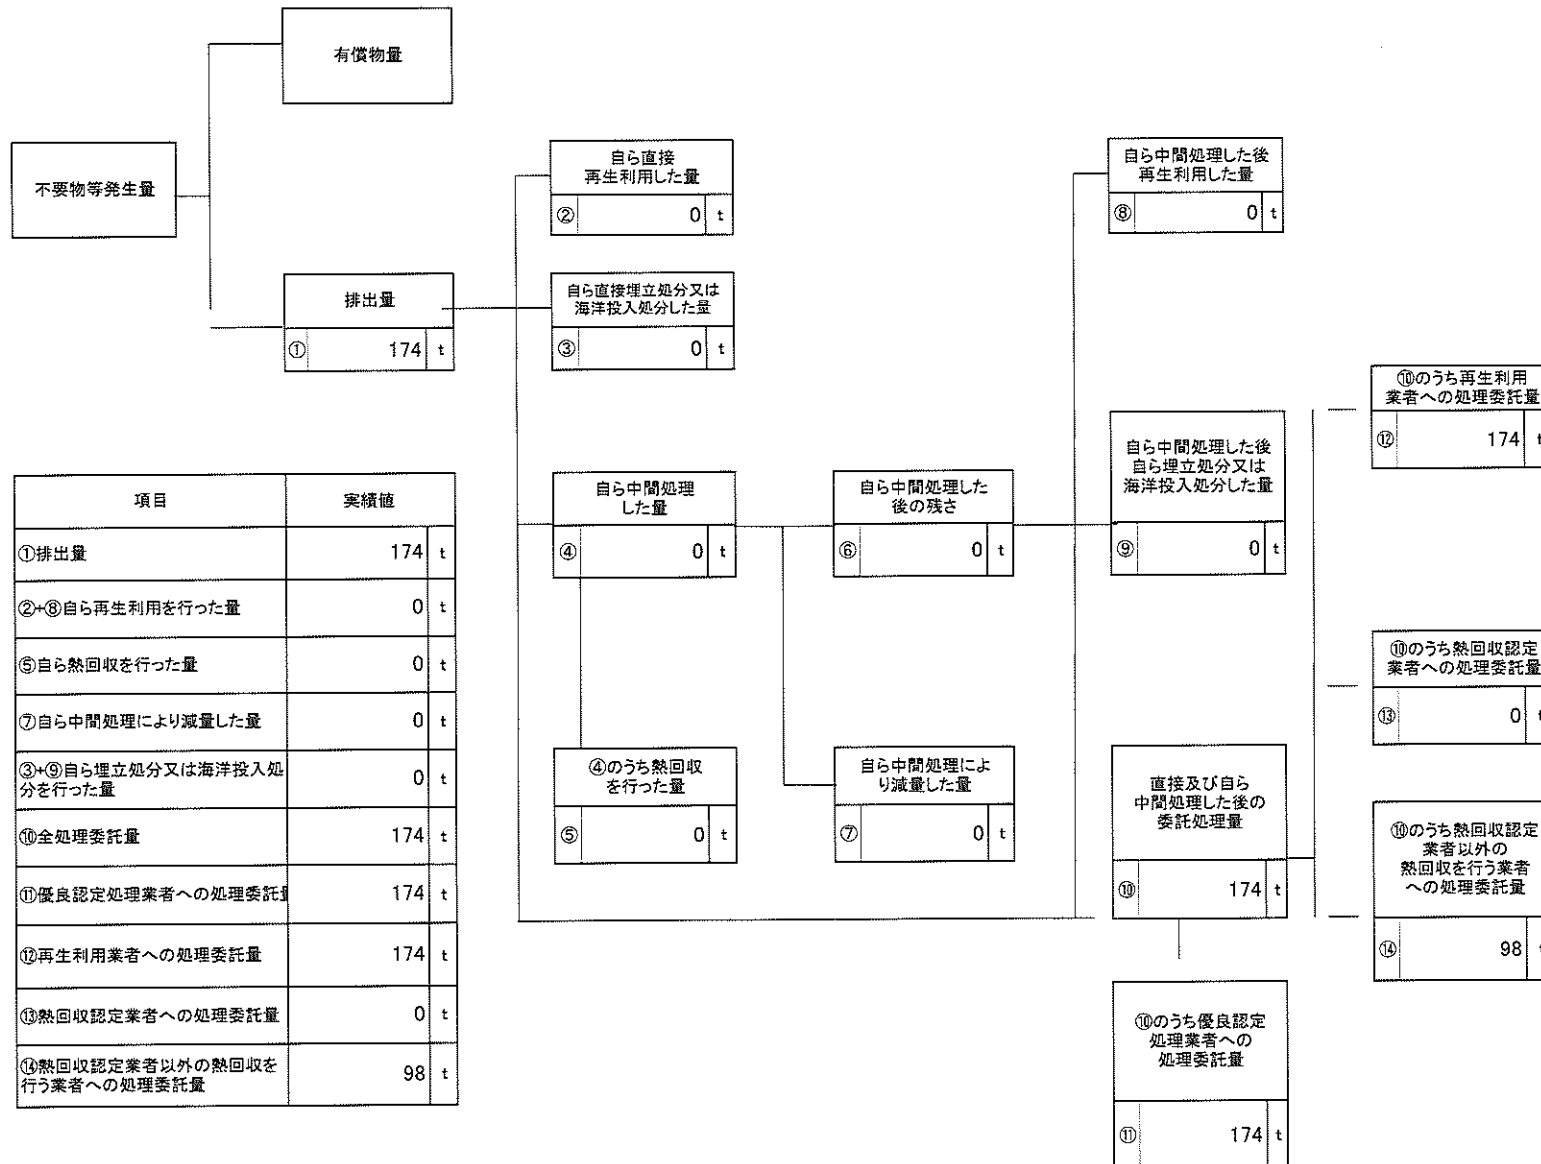 有償物量
不要物等発生量
排出量
① 174 t
自ら直接
再生利用した量
② 0 t
自ら直接埋立処分又は
海洋投入処分した量
③ 0 t
自ら中間処理
した量
④ 0 t
④のうち熱回収
を行った量
⑤ 0 t
自ら中間処理した
後の残さ
⑥ 0 t
自ら中間処理によ
り減量した量
⑦ 0 t
自ら中間処理した後
再生利用した量
⑧ 0 t
自ら中間処理した後
自ら埋立処分又は
海洋投入処分した量
⑨ 0 t
直接及び自ら
中間処理した後の
委託処理量
⑩ 174 t
⑩のうち優良認定
処理業者への
処理委託量
⑪ 174 t
⑩のうち再生利用
業者への処理委託量
⑫ 174 t
⑩のうち熱回収認定
業者への処理委託量
⑬ 0 t
⑩のうち熱回収認定
業者以外の
熱回収を行う業者
への処理委託量
⑭ 98 t
項目 実績値
①排出量 174 t
②+⑧自ら再生利用を行った量 0 t
⑤自ら熱回収を行った量 0 t
⑦自ら中間処理により減量した量 0 t
③+⑨自ら埋立処分又は海洋投入処
分を行った量 0 t
⑩全処理委託量 174 t
⑪優良認定処理業者への処理委託量 174 t
⑫再生利用業者への処理委託量 174 t
⑬熱回収認定業者への処理委託量 0 t
⑭熱回収認定業者以外の熱回収を
行う業者への処理委託量 98 t